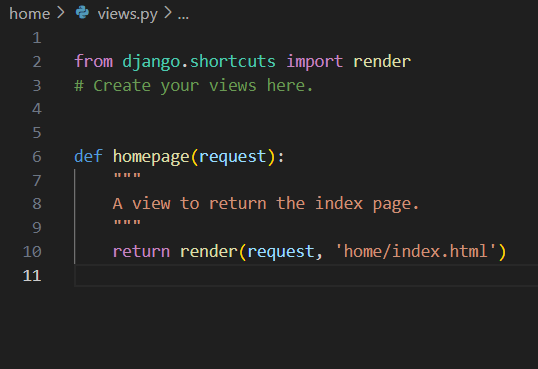 home > views.py > ...
1
2 from django.shortcuts import render
3 # Create your views here.
4
5
6 def homepage(request):
7     """
8     A view to return the index page.
9     """
10     return render(request, 'home/index.html')
11